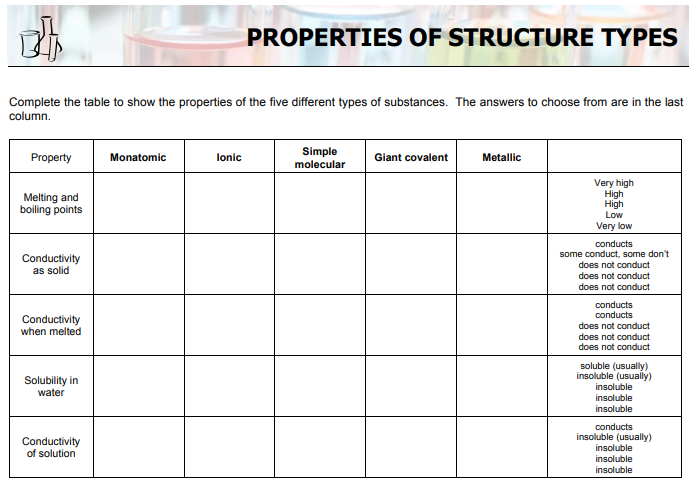 PROPERTIES OF STRUCTURE TYPES
Complete the table to show the properties of the five different types of substances. The answers to choose from are in the last
column.
Property
Monatomic
Ionic
Simple
molecular
Giant covalent
Metallic
Melting and
boiling points
Very high
High
High
Low
Very low
Conductivity
as solid
conducts
some conduct, some don't
does not conduct
does not conduct
does not conduct
Conductivity
when melted
conducts
conducts
does not conduct
does not conduct
does not conduct
Solubility in
water
soluble (usually)
insoluble (usually)
insoluble
insoluble
insoluble
Conductivity
of solution
conducts
insoluble (usually)
insoluble
insoluble
insoluble